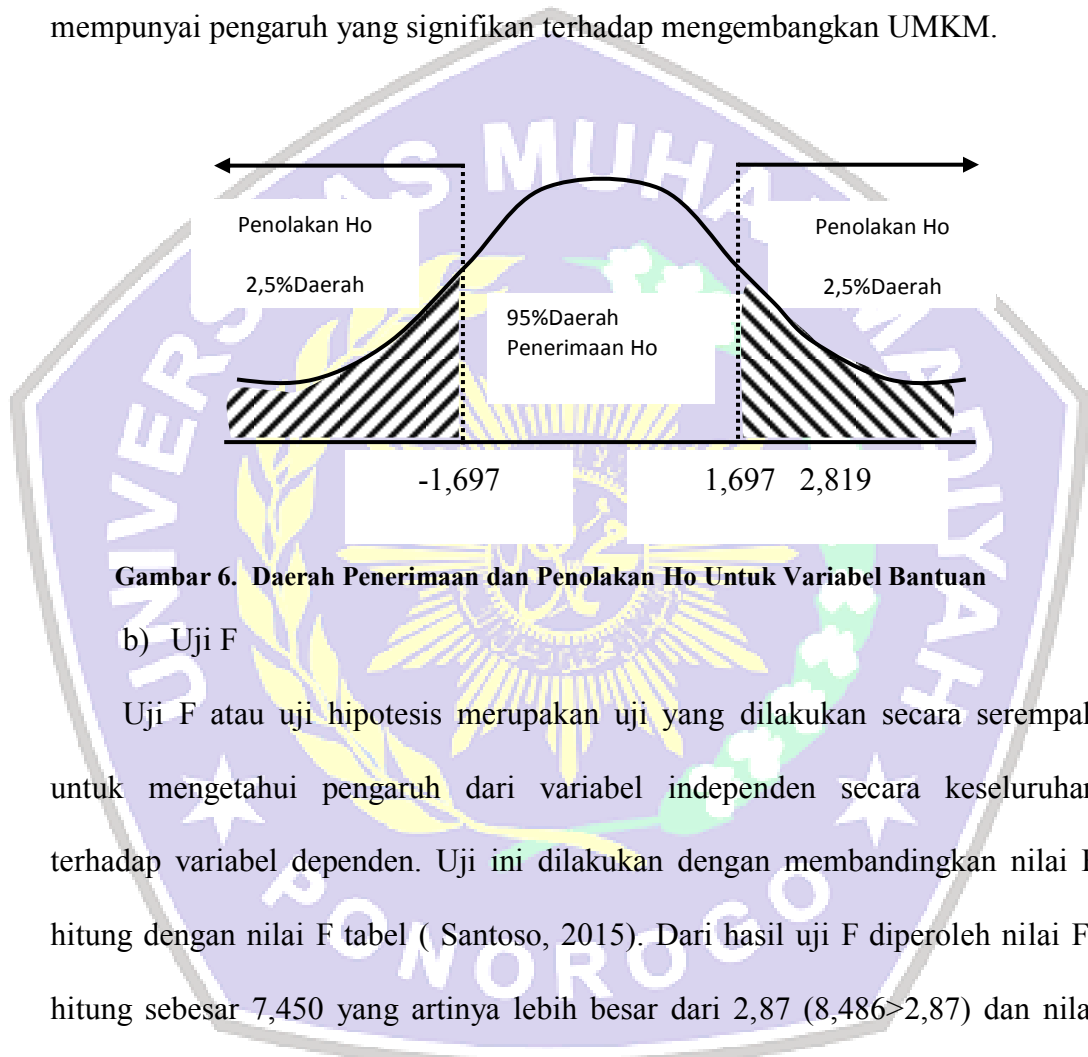 mempunyai pengaruh yang signifikan terhadap mengembangkan UMKM.
Penolakan Ho
2,5%Daerah
95%Daerah
Penerimaan Ho
Penolakan Ho
2,5%Daerah
-1,697
1,697 2,819
Gambar 6. Daerah Penerimaan dan Penolakan Ho Untuk Variabel Bantuan
b) Uji F
Uji F atau uji hipotesis merupakan uji yang dilakukan secara serempak
untuk mengetahui pengaruh dari variabel independen secara keseluruhan
terhadap variabel dependen. Uji ini dilakukan dengan membandingkan nilai F
hitung dengan nilai F tabel ( Santoso, 2015). Dari hasil uji F diperoleh nilai F
hitung sebesar 7,450 yang artinya lebih besar dari 2,87 (8,486>2,87) dan nilai
UNIVERSITAS MUHAMMADIYAH
PONOROGO